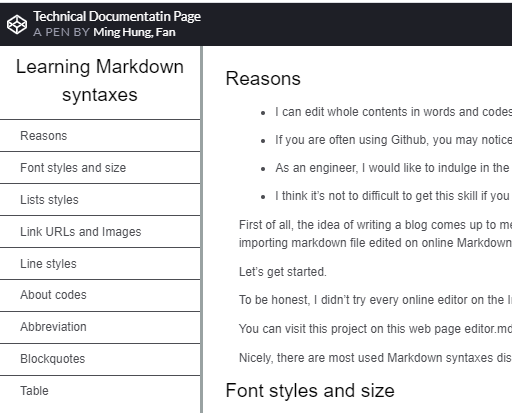 Technical Documentatin Page
A PEN BY Ming Hung, Fan
Learning Markdown
syntaxes
Reasons
Font styles and size
Lists styles
Link URLs and Images
Line styles
About codes
Abbreviation
Blockquotes
Table
Reasons
I can edit whole contents in words and codes
If you are often using Github, you may notice
As an engineer, I would like to indulge in the
I think it's not to difficult to get this skill if you
First of all, the idea of writing a blog comes up to
importing markdown file edited on online Markdown
Let's get started.
To be honest, I didn't try every online editor on the
You can visit this project on this web page editor.md
Nicely, there are most used Markdown syntaxes
Font styles and size